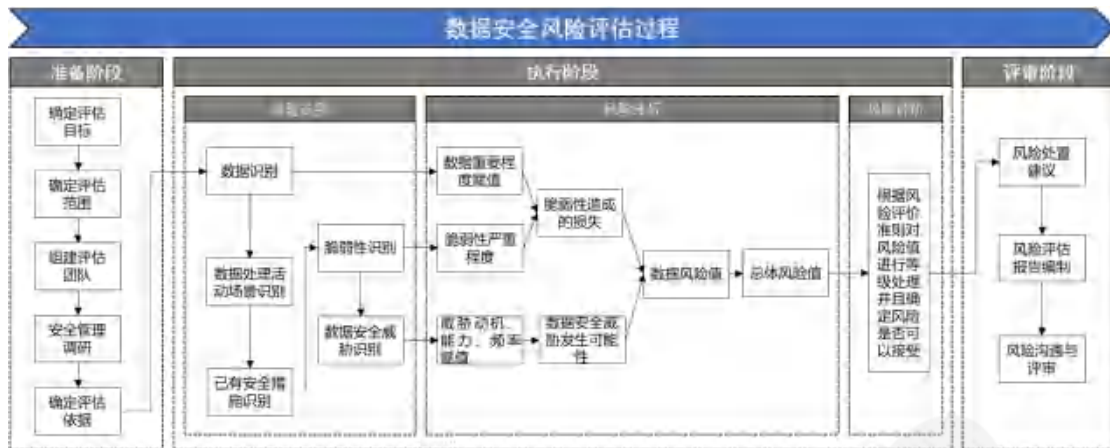 数据安全风险评估过程
准备阶段
执行阶段
评审阶段
风险分析
风险评价
确定评估
目标
确定评估
范围
组建评估
团队
安全管理
调研
确定评估
依据
数据识别
数据处理活
动场景识别
已有安全措
施识别
脆弱性识别
数据安全威
胁识别
数据重要程
度赋值
脆弱性严重
程度
威胁动机、
能力、频率
赋值
脆弱性造成
的损失
数据安全威
胁发生可能
性
数据风险值
总体风险值
根据风
险评价
准则对
风险值
进行等
级处理
并且确
定风险
是否可
以接受
风险处置
建议
风险评估
报告编制
风险沟通与
评审